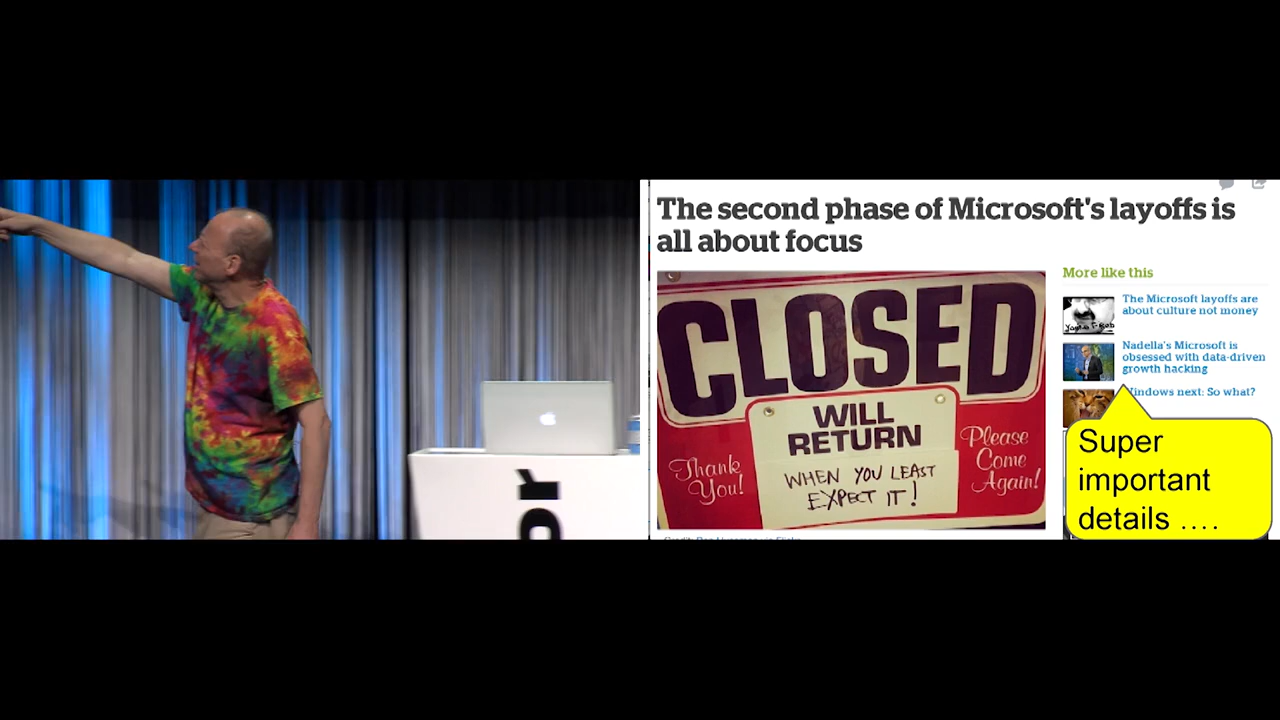 The second phase of Microsoft's layoffs is
all about focus
CLOSED
WILL
RETURN
WHEN YOU LEAST
EXPECT IT!
Thank
You!
Please
Come
Again!
More like this
The Microsoft layoffs are
about culture not money
Nadella's Microsoft is
obsessed with data-driven
growth hacking
Windows next: So what?
Super
important
details ....
or